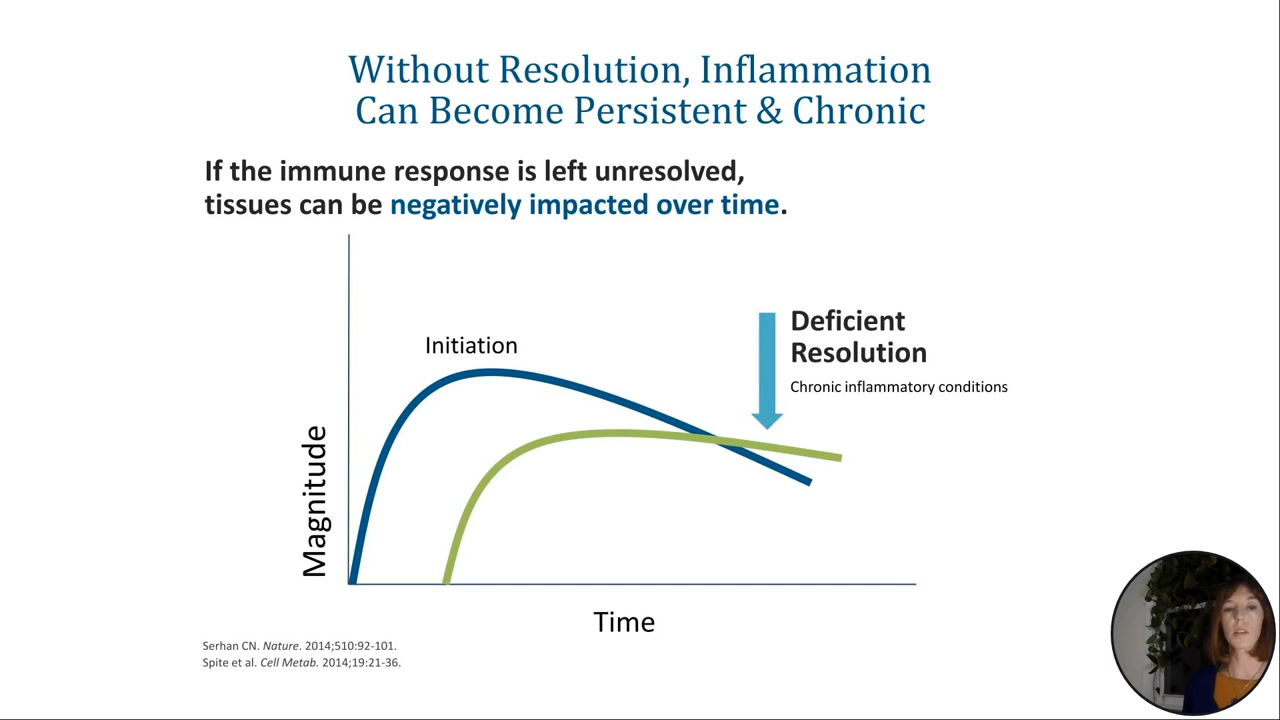 Without Resolution, Inflammation
Can Become Persistent & Chronic
If the immune response is left unresolved,
tissues can be negatively impacted over time.
Initiation
Deficient
Resolution
Chronic inflammatory conditions
Magnitude
Time
Serhan CN. Nature. 2014;510:92-101.
Spite et al. Cell Metab. 2014;19:21-36.